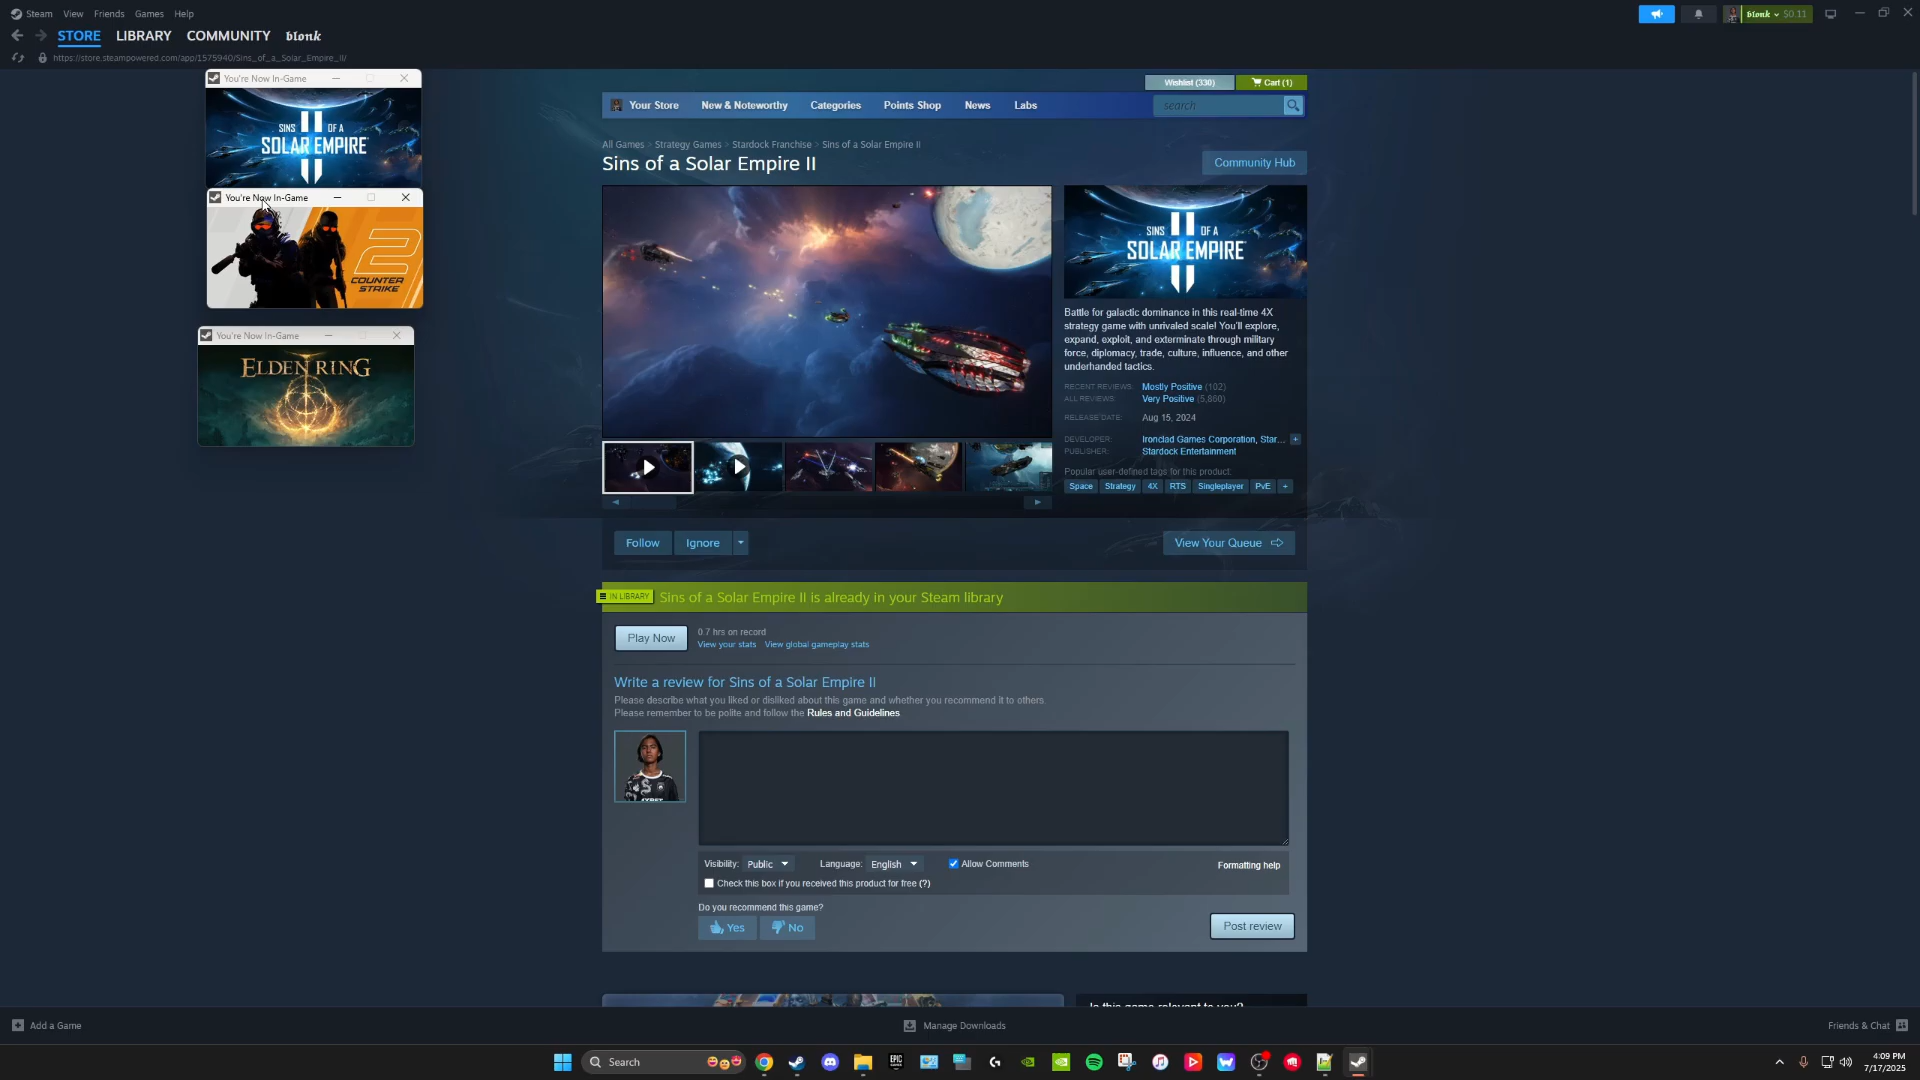 Steam View Friends Games Help
blonk $0.11
STORE LIBRARY COMMUNITY blonk
https://store.steampowered.com/app/1575940/Sins_of_a_Solar_Empire_II/
You're Now In-Game
SINS OF A
SOLAR EMPIRE
II
You're Now In-Game
2
COUNTER
STRIKE
You're Now In-Game
ELDEN RING
Wishlist (330) Cart (1)
Your Store New & Noteworthy Categories Points Shop News Labs search
All Games > Strategy Games > Stardock Franchise > Sins of a Solar Empire II
Sins of a Solar Empire II
Community Hub
SINS OF A
SOLAR EMPIRE
II
Battle for galactic dominance in this real-time 4X
strategy game with unrivaled scale! You'll explore,
expand, exploit, and exterminate through military
force, diplomacy, trade, culture, influence, and other
underhanded tactics.
RECENT REVIEWS: Mostly Positive (102)
ALL REVIEWS: Very Positive (5,860)
RELEASE DATE: Aug 15, 2024
DEVELOPER: Ironclad Games Corporation, Star... +
PUBLISHER: Stardock Entertainment
Popular user-defined tags for this product:
Space Strategy 4X RTS Singleplayer PvE +
Follow Ignore View Your Queue
IN LIBRARY Sins of a Solar Empire II is already in your Steam library
Play Now
0.7 hrs on record
View your stats View global gameplay stats
Write a review for Sins of a Solar Empire II
Please describe what you liked or disliked about this game and whether you recommend it to others.
Please remember to be polite and follow the Rules and Guidelines.
Visibility: Public Language: English Allow Comments Formatting help
Check this box if you received this product for free (?)
Do you recommend this game?
Yes No Post review
Is this game relevant to you?
Add a Game Manage Downloads Friends & Chat
Search EPIC GAMES
4:09 PM
7/17/2025